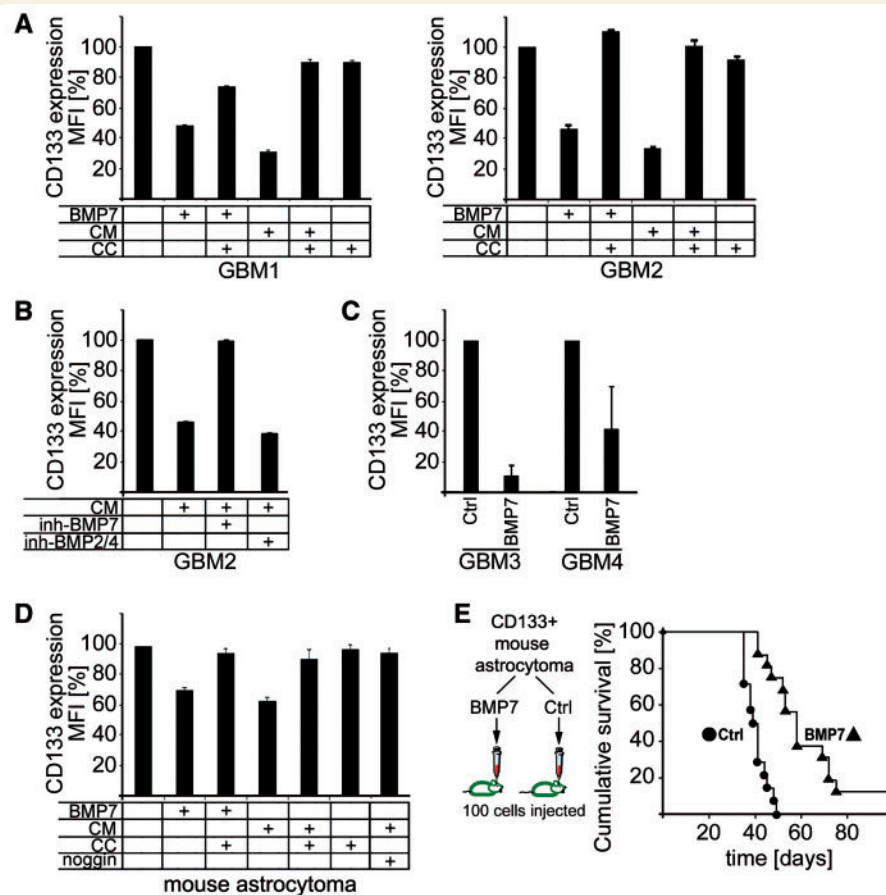 A
CD133 expression
MFI [%]
100
80
60
40
20
BMP7 + +
CM + +
CC + + +
GBM1
CD133 expression
MFI [%]
100
80
60
40
20
BMP7 + +
CM + +
CC + + +
GBM2
B
CD133 expression
MFI [%]
100
80
60
40
20
CM + + +
inh-BMP7 +
inh-BMP2/4 +
GBM2
C
CD133 expression
MFI [%]
100
80
60
40
20
Ctrl
BMP7
Ctrl
BMP7
GBM3 GBM4
D
CD133 expression
MFI [%]
100
80
60
40
20
BMP7 + +
CM + + +
CC + + +
noggin +
mouse astrocytoma
E
CD133+
mouse
astrocytoma
BMP7 Ctrl
100 cells injected
Cumulative survival [%]
100
80
60
40
20
Ctrl BMP7
20 40 60 80
time [days]